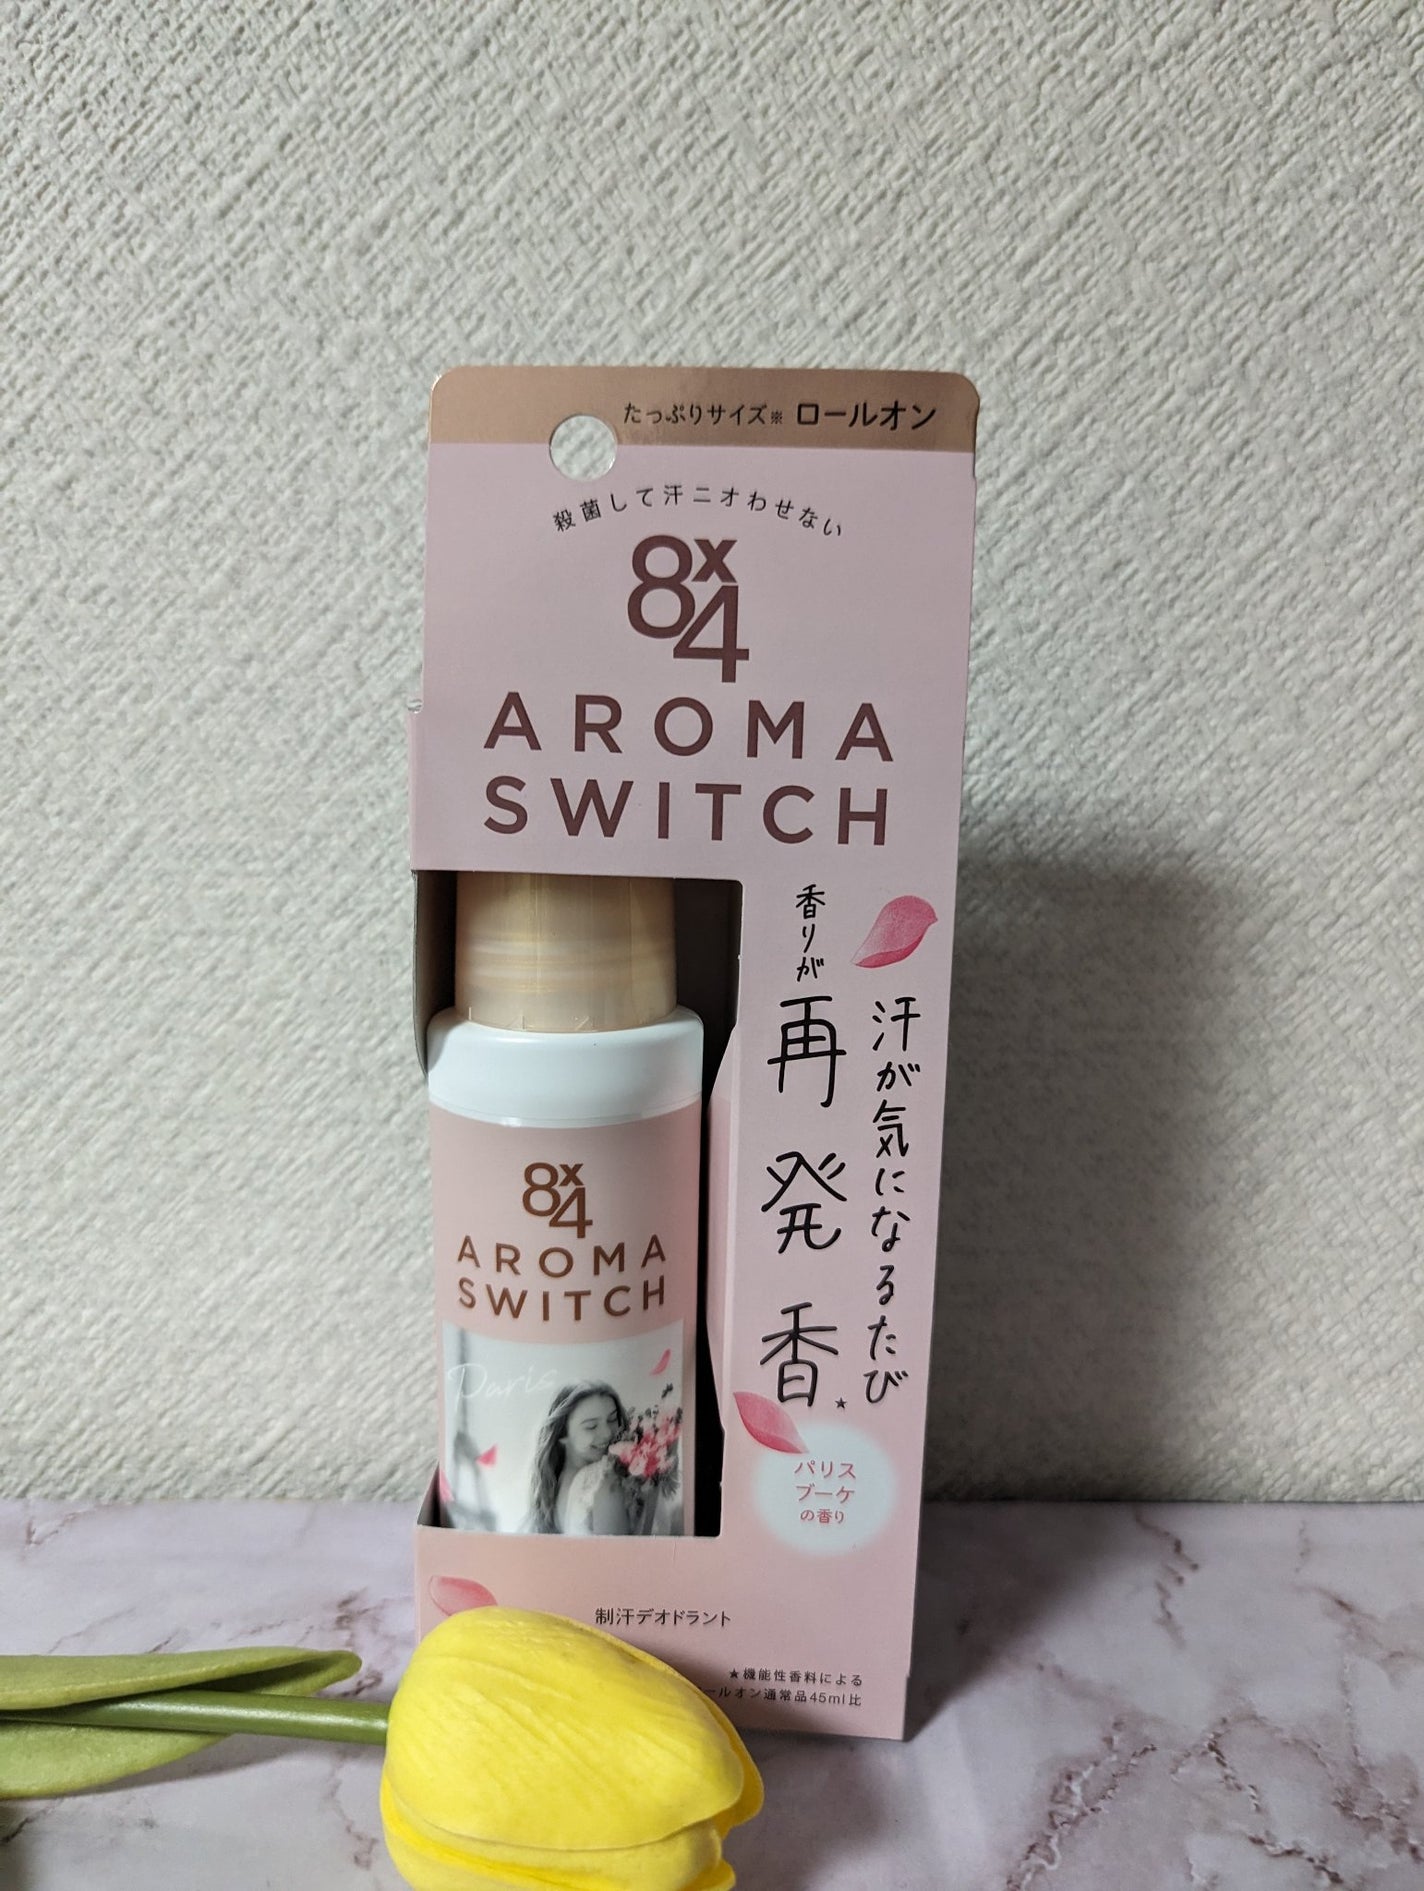 たっぷりサイズ※ ロールオン
殺菌して汗ニオわせない
8x4
AROMA
SWITCH
汗が気になるたび
香りが
再発香★
パリス
ブーケ
の香り
8x4
AROMA
SWITCH
Paris
制汗デオドラント
★機能性香料による
ールオン通常品45ml比